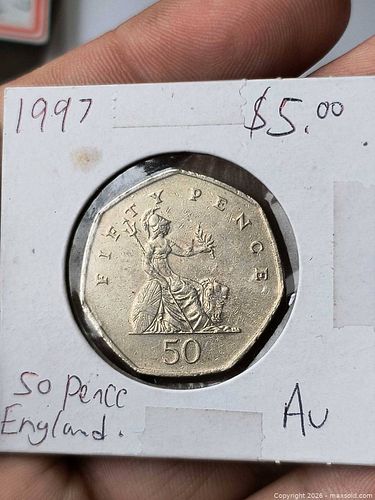 1997 $5.00
FIFTY PENCE
50
50 Pence
England.
AU
Copyright 2026 - maxsold.com